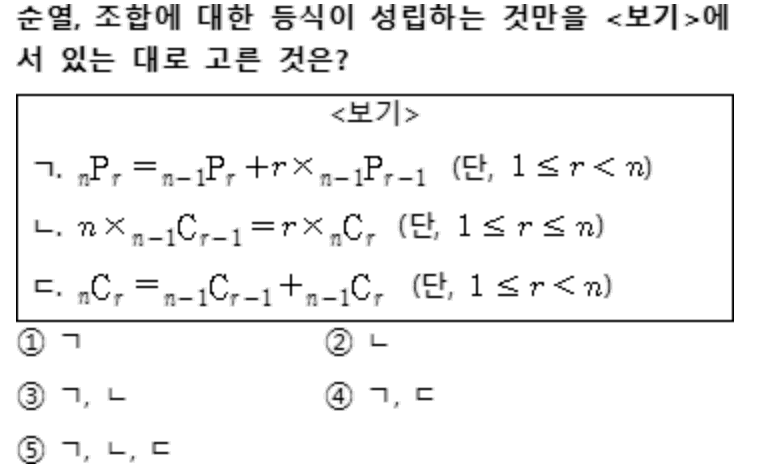 순열, 조합에 대한 등식이 성립하는 것만을 <보기>에
서 있는 대로 고른 것은?
<보기>
ㄱ. ₙPᵣ = ₙ₋₁Pᵣ + r × ₙ₋₁Pᵣ₋₁ (단, 1 ≤ r < n)
ㄴ. n × ₙ₋₁Cᵣ₋₁ = r × ₙCᵣ (단, 1 ≤ r ≤ n)
ㄷ. ₙCᵣ = ₙ₋₁Cᵣ₋₁ + ₙ₋₁Cᵣ (단, 1 ≤ r < n)
① ㄱ ② ㄴ
③ ㄱ, ㄴ ④ ㄱ, ㄷ
⑤ ㄱ, ㄴ, ㄷ